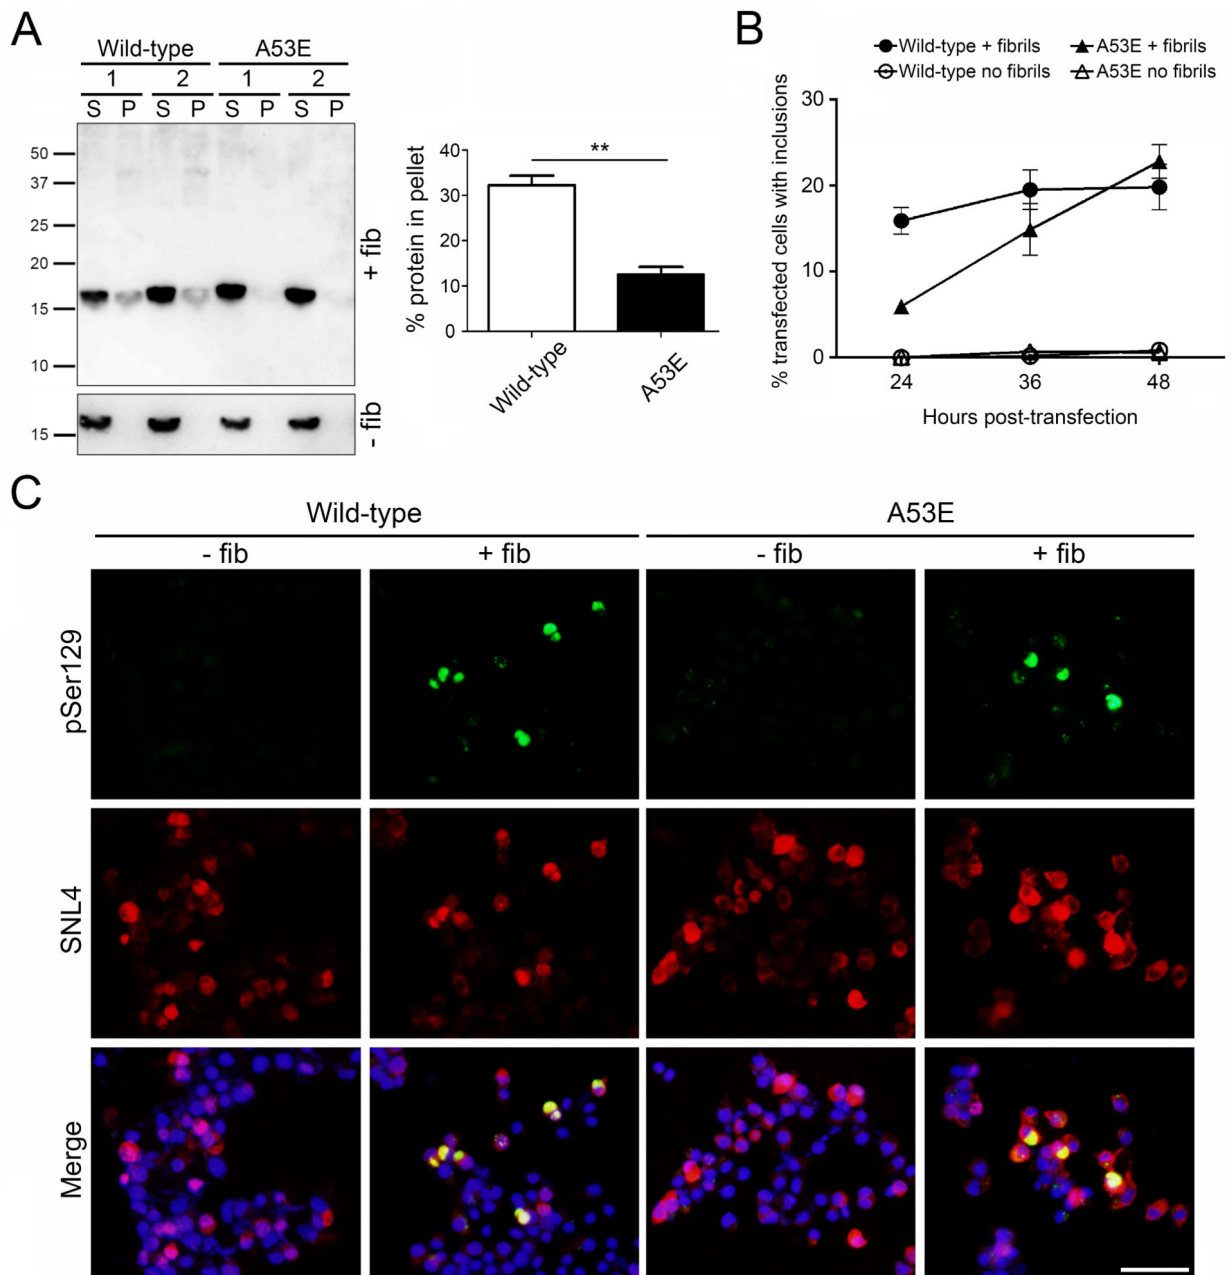 A
Wild-type A53E
1 2 1 2
S P S P S P S P
50
37
25
20
15
10
+ fib
15
- fib
% protein in pellet
40
30
20
10
0
**
Wild-type
A53E
B
Wild-type + fibrils A53E + fibrils
Wild-type no fibrils A53E no fibrils
% transfected cells with inclusions
30
20
10
0
24 36 48
Hours post-transfection
C
Wild-type A53E
- fib + fib - fib + fib
pSer129
SNL4
Merge